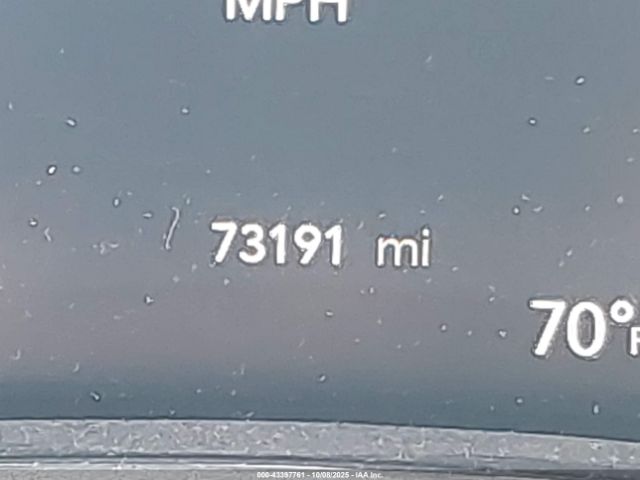 MPH
73191 mi
70°F
000-43397761 - 10/08/2025 - IAA Inc.